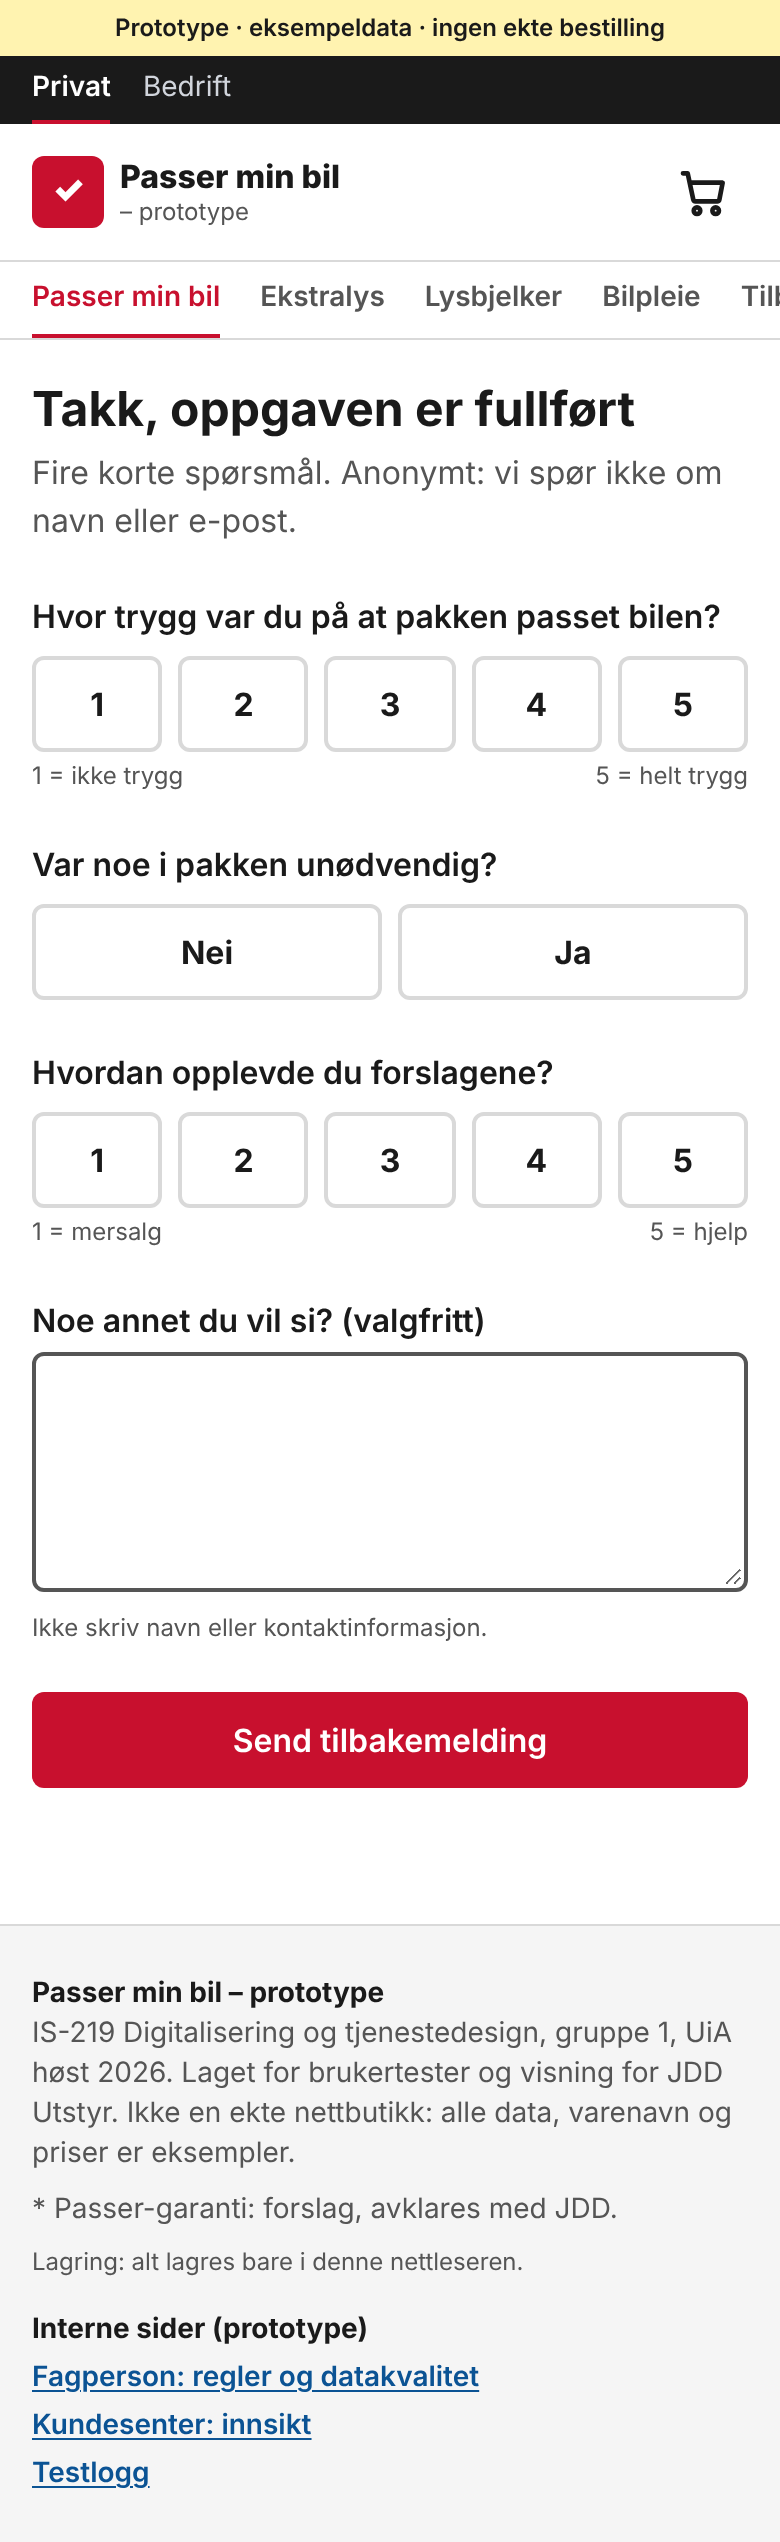 Prototype · eksempeldata · ingen ekte bestilling
Privat Bedrift
Passer min bil
– prototype
Passer min bil Ekstralys Lysbjelker Bilpleie
Takk, oppgaven er fullført
Fire korte spørsmål. Anonymt: vi spør ikke om
navn eller e-post.
Hvor trygg var du på at pakken passet bilen?
1 2 3 4 5
1 = ikke trygg 5 = helt trygg
Var noe i pakken unødvendig?
Nei Ja
Hvordan opplevde du forslagene?
1 2 3 4 5
1 = mersalg 5 = hjelp
Noe annet du vil si? (valgfritt)
Ikke skriv navn eller kontaktinformasjon.
Send tilbakemelding
Passer min bil – prototype
IS-219 Digitalisering og tjenestedesign, gruppe 1, UiA
høst 2026. Laget for brukertester og visning for JDD
Utstyr. Ikke en ekte nettbutikk: alle data, varenavn og
priser er eksempler.
* Passer-garanti: forslag, avklares med JDD.
Lagring: alt lagres bare i denne nettleseren.
Interne sider (prototype)
Fagperson: regler og datakvalitet
Kundesenter: innsikt
Testlogg